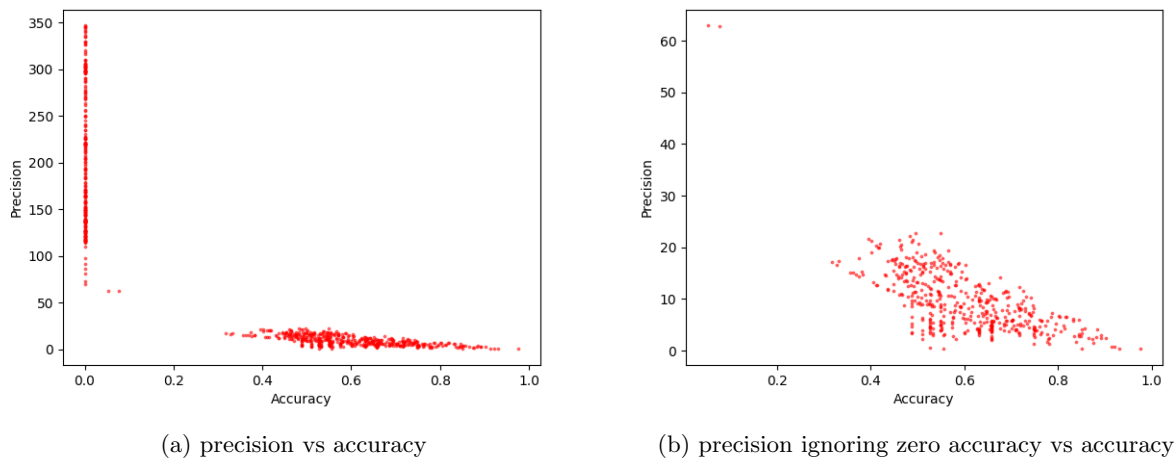 350
300
250
200
150
100
50
0
Precision
0.0 0.2 0.4 0.6 0.8 1.0
Accuracy
(a) precision vs accuracy
60
50
40
30
20
10
0
Precision
0.2 0.4 0.6 0.8 1.0
Accuracy
(b) precision ignoring zero accuracy vs accuracy